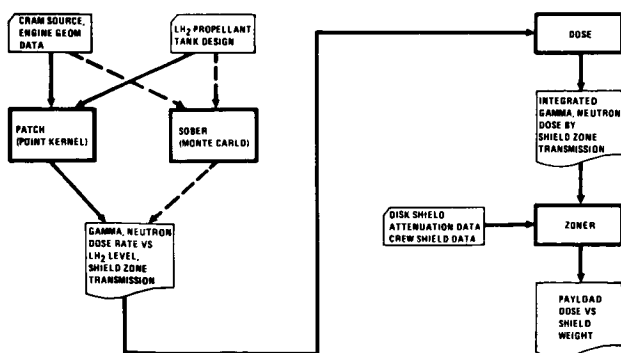 CRAM SOURCE,
ENGINE GEOM
DATA
LH2 PROPELLANT
TANK DESIGN
PATCH
(POINT KERNEL)
SOBER
(MONTE CARLO)
GAMMA, NEUTRON
DOSE RATE VS
LH2 LEVEL,
SHIELD ZONE
TRANSMISSION
DOSE
INTEGRATED
GAMMA, NEUTRON
DOSE BY
SHIELD ZONE
TRANSMISSION
DISK SHIELD
ATTENUATION DATA
CREW SHIELD DATA
ZONER
PAYLOAD
DOSE VS
SHIELD
WEIGHT